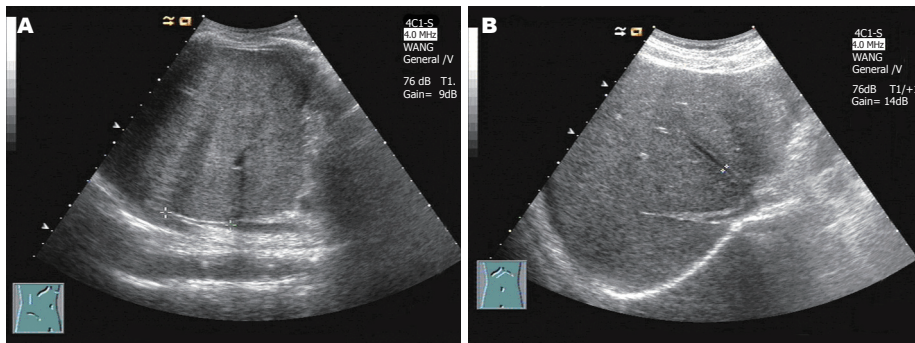 A
4C1-S
4.0 MHz
WANG
General /V
76 dB T1.
Gain= 9dB
B
4C1-S
4.0 MHz
WANG
General /V
76dB T1/+
Gain= 14dB